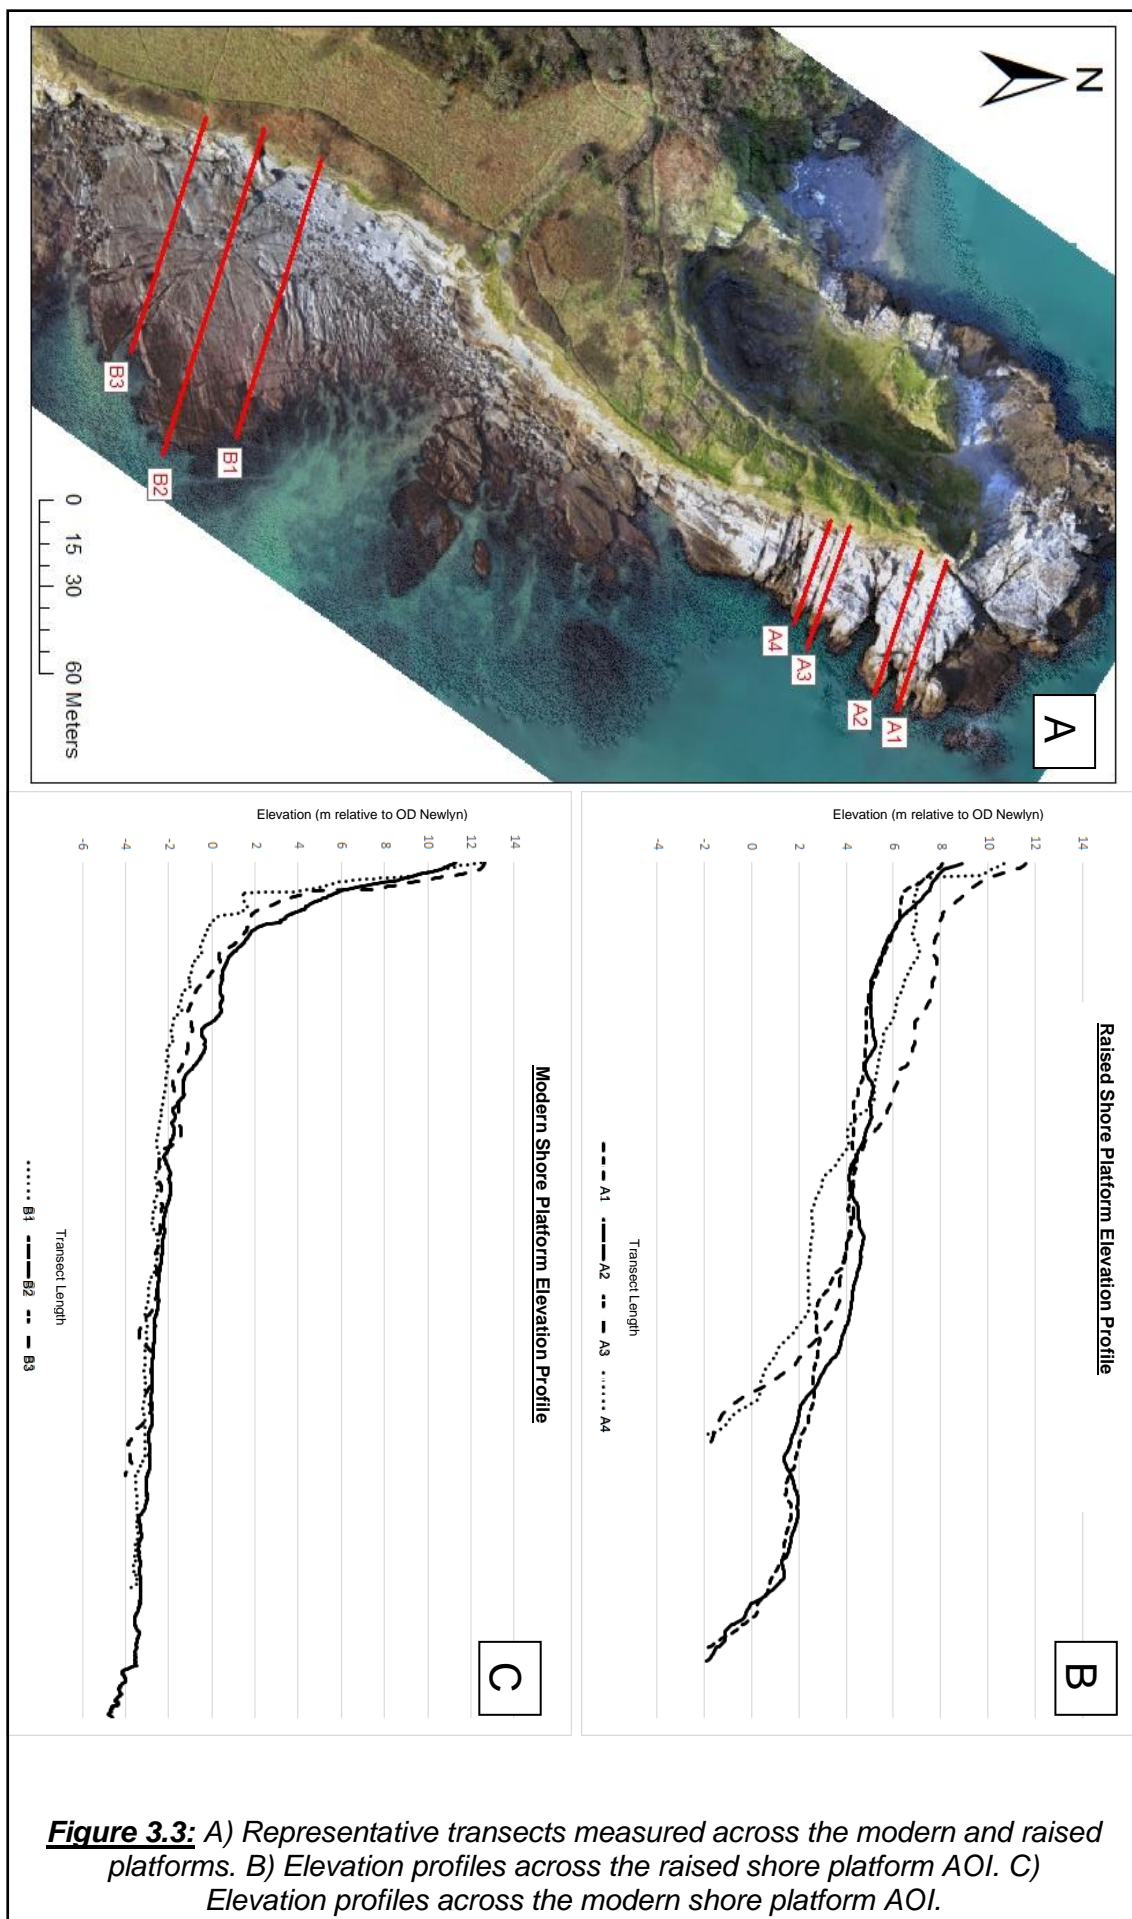 N
A
A1
A2
A3
A4
B1
B2
B3
0 15 30 60 Meters
Raised Shore Platform Elevation Profile
B
Elevation (m relative to OD Newlyn)
14
12
10
8
6
4
2
0
-2
-4
Transect Length
A1 A2 A3 A4
Modern Shore Platform Elevation Profile
C
Elevation (m relative to OD Newlyn)
14
12
10
8
6
4
2
0
-2
-4
-6
Transect Length
B1 B2 B3
Figure 3.3: A) Representative transects measured across the modern and raised
platforms. B) Elevation profiles across the raised shore platform AOI. C)
Elevation profiles across the modern shore platform AOI.